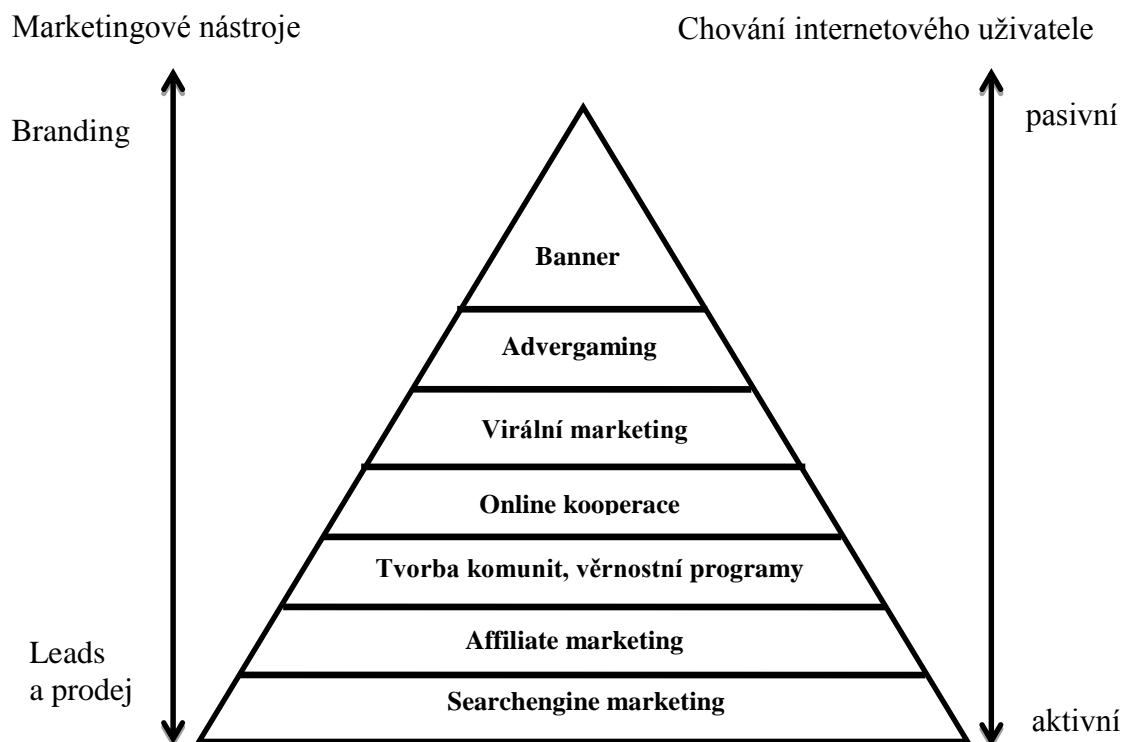 Marketingové nástroje
Chování internetového uživatele
Branding
pasivní
Banner
Advergaming
Virální marketing
Online kooperace
Tvorba komunit, věrnostní programy
Affiliate marketing
Leads
a prodej
Searchengine marketing
aktivní